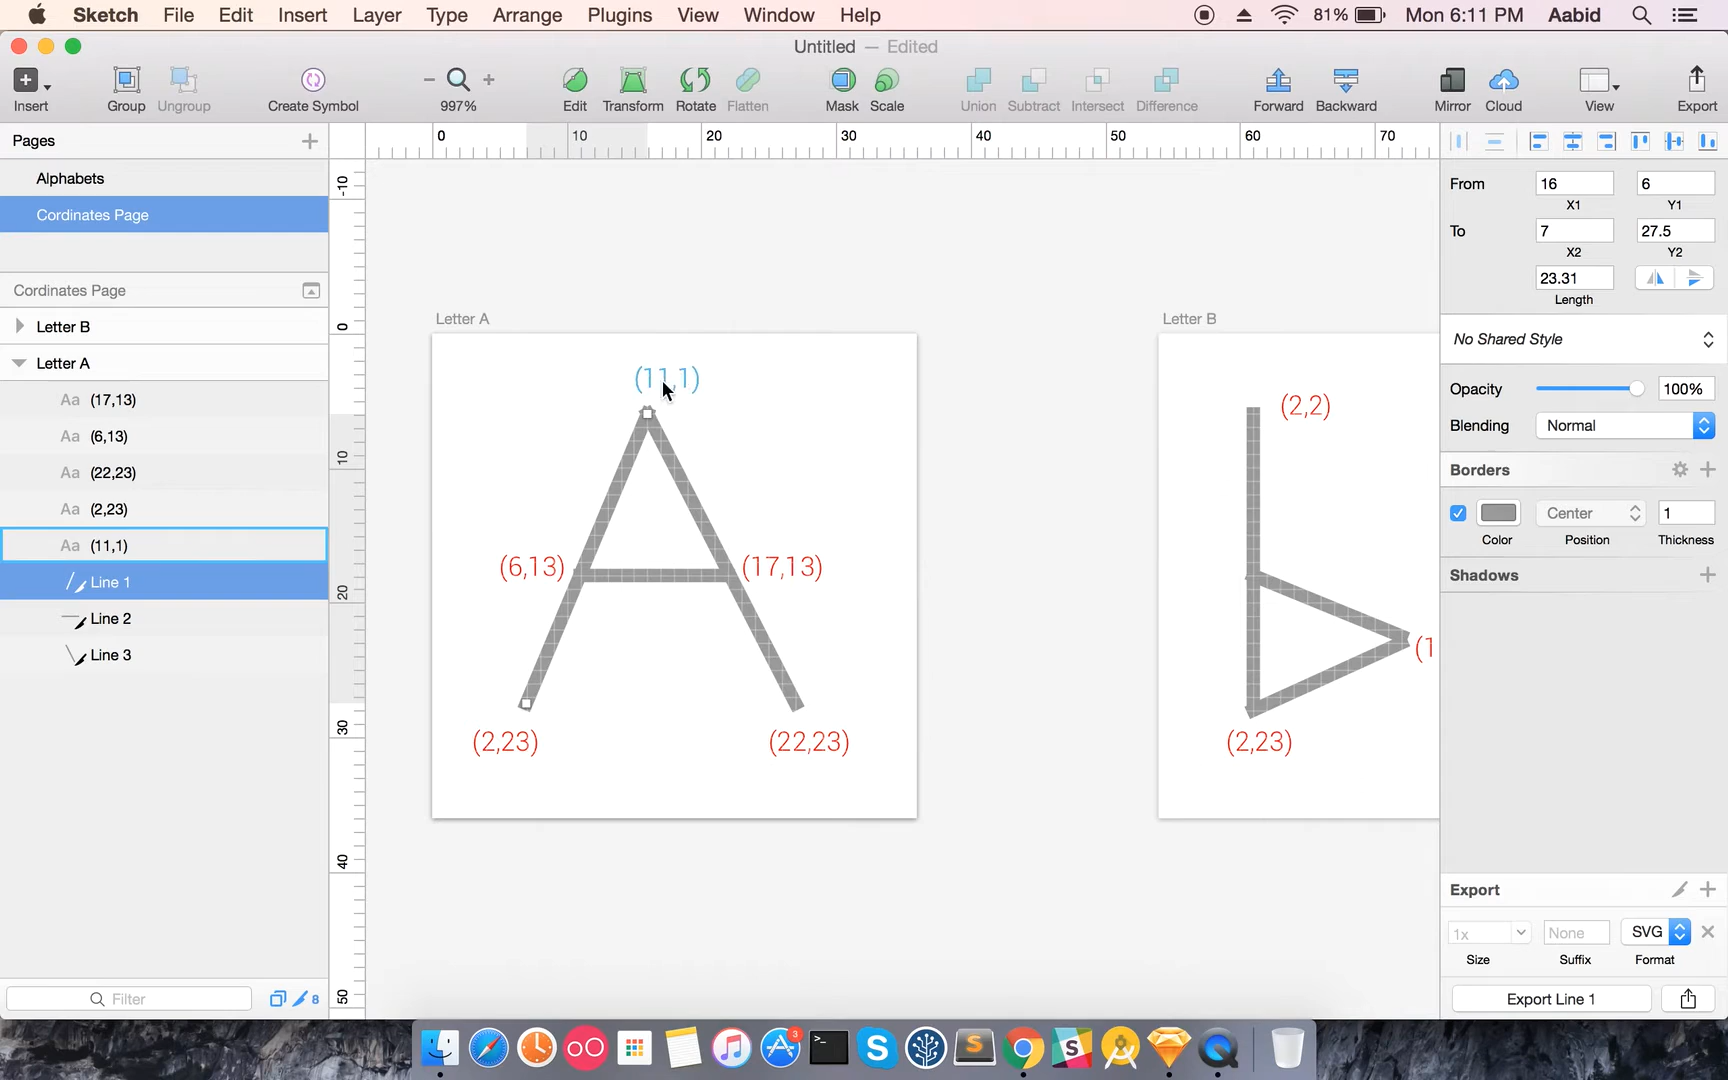 Sketch File Edit Insert Layer Type Arrange Plugins View Window Help 81% Mon 6:11 PM Aabid
Untitled — Edited
Insert Group Ungroup Create Symbol 997% Edit Transform Rotate Flatten Mask Scale Union Subtract Intersect Difference Forward Backward Mirror Cloud View Export
Pages
Alphabets
Cordinates Page
Cordinates Page
Letter B
Letter A
Aa (17,13)
Aa (6,13)
Aa (22,23)
Aa (2,23)
Aa (11,1)
Line 1
Line 2
Line 3
Filter 8
0 10 20 30 40 50 60 70
-10
0
10
20
30
40
50
Letter A
(11,1)
(6,13) (17,13)
(2,23) (22,23)
Letter B
(2,2)
(1
(2,23)
From 16 6
X1 Y1
To 7 27.5
X2 Y2
23.31
Length
No Shared Style
Opacity 100%
Blending Normal
Borders
Center 1
Color Position Thickness
Shadows
Export
1x None SVG
Size Suffix Format
Export Line 1
3
S
S